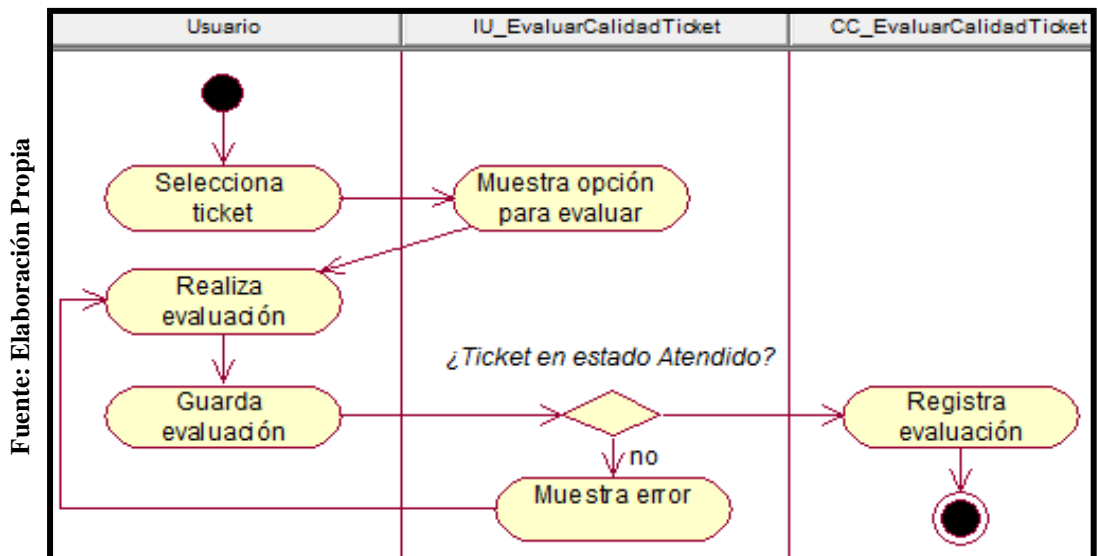 Usuario
IU_EvaluarCalidadTicket
CC_EvaluarCalidadTicket
Selecciona
ticket
Muestra opción
para evaluar
Realiza
evaluación
¿Ticket en estado Atendido?
Guarda
evaluación
Registra
evaluación
no
Muestra error
Fuente: Elaboración Propia